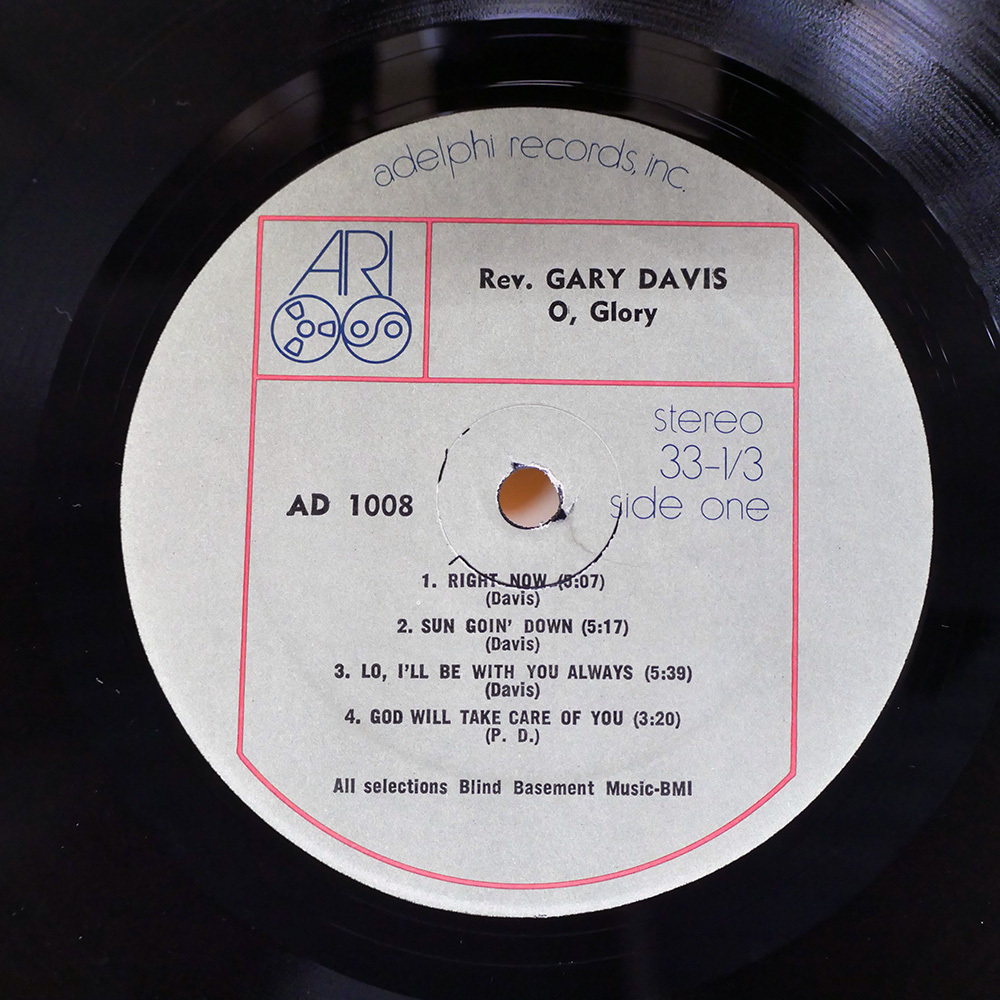 adelphi records, inc.
ARI
Rev. GARY DAVIS
O, Glory
stereo
33-1/3
side one
AD 1008
1. RIGHT NOW (5:07)
(Davis)
2. SUN GOIN' DOWN (5:17)
(Davis)
3. LO, I'LL BE WITH YOU ALWAYS (5:39)
(Davis)
4. GOD WILL TAKE CARE OF YOU (3:20)
(P. D.)
All selections Blind Basement Music-BMI